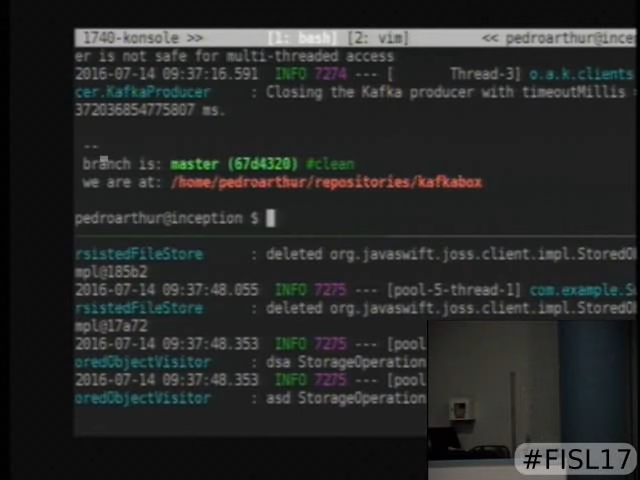 1740-konsole >> [1: bash] [2: vim] << pedroarthur@ince
er is not safe for multi-threaded access
2016-07-14 09:37:16.591 INFO 7274 --- [ Thread-3] o.a.k.clients
cer.KafkaProducer : Closing the Kafka producer with timeoutMillis =
372036854775807 ms.
--
branch is: master (67d4320) #clean
we are at: /home/pedroarthur/repositories/kafkabox
pedroarthur@inception $
rsistedFileStore : deleted org.javaswift.joss.client.impl.StoredO
mpl@185b2
2016-07-14 09:37:48.055 INFO 7275 --- [pool-5-thread-1] com.example.S
rsistedFileStore : deleted org.javaswift.joss.client.impl.StoredO
mpl@17a72
2016-07-14 09:37:48.353 INFO 7275 --- [pool
oredObjectVisitor : dsa StorageOperation
2016-07-14 09:37:48.353 INFO 7275 --- [pool
oredObjectVisitor : asd StorageOperation
#FISL17